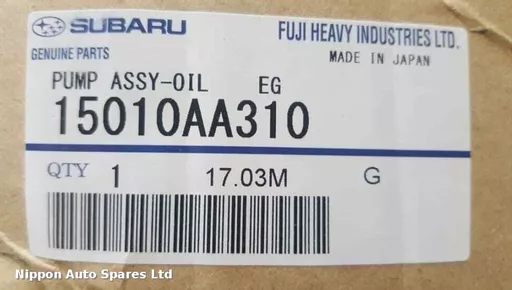 SUBARU FUJI HEAVY INDUSTRIES LTD.
GENUINE PARTS MADE IN JAPAN
PUMP ASSY-OIL EG
15010AA310
QTY 1 17.03M G
Nippon Auto Spares Ltd